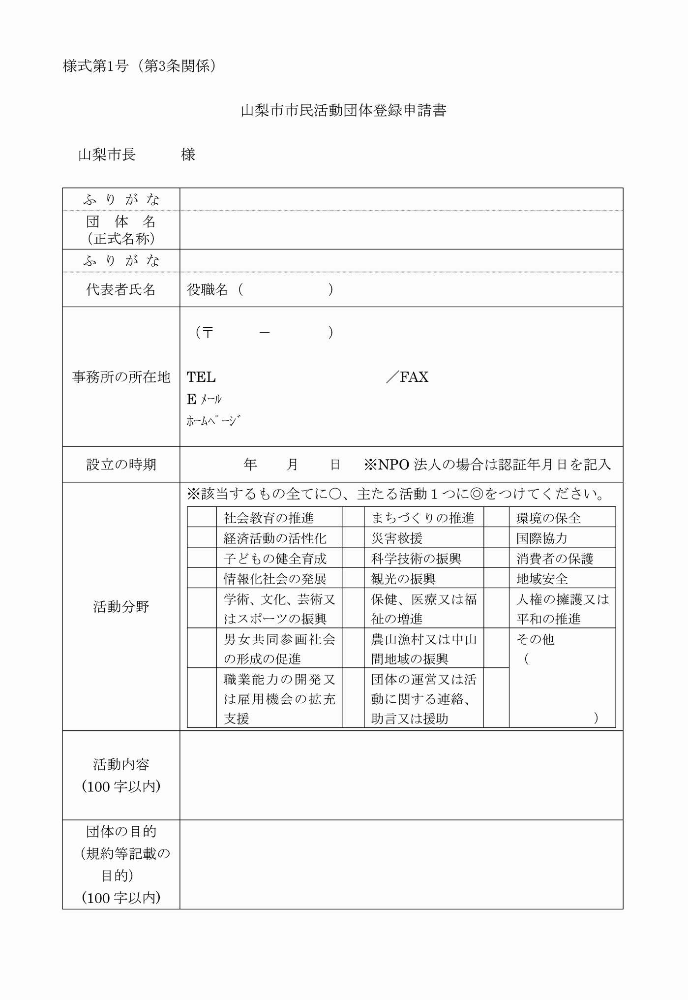 様式第1号（第3条関係）
山梨市市民活動団体登録申請書
山梨市長　　　様
ふ り が な
団　体　名
（正式名称）
ふ り が な
代表者氏名　役職名（　　　　　　）
事務所の所在地
（〒　　　－　　　　）
TEL　　　　　　　　　　　　／FAX
E ﾒｰﾙ
ﾎｰﾑﾍﾟｰｼﾞ
設立の時期　　　　年　　月　　日　※NPO 法人の場合は認証年月日を記入
活動分野
※該当するもの全てに○、主たる活動 1 つに◎をつけてください。
社会教育の推進　まちづくりの推進　環境の保全
経済活動の活性化　災害救援　国際協力
子どもの健全育成　科学技術の振興　消費者の保護
情報化社会の発展　観光の振興　地域安全
学術、文化、芸術又
はスポーツの振興
保健、医療又は福
祉の増進
人権の擁護又は
平和の推進
男女共同参画社会
の形成の促進
農山漁村又は中山
間地域の振興
その他
（
）
職業能力の開発又
は雇用機会の拡充
支援
団体の運営又は活
動に関する連絡、
助言又は援助
活動内容
(100 字以内)
団体の目的
（規約等記載の
目的）
(100 字以内)